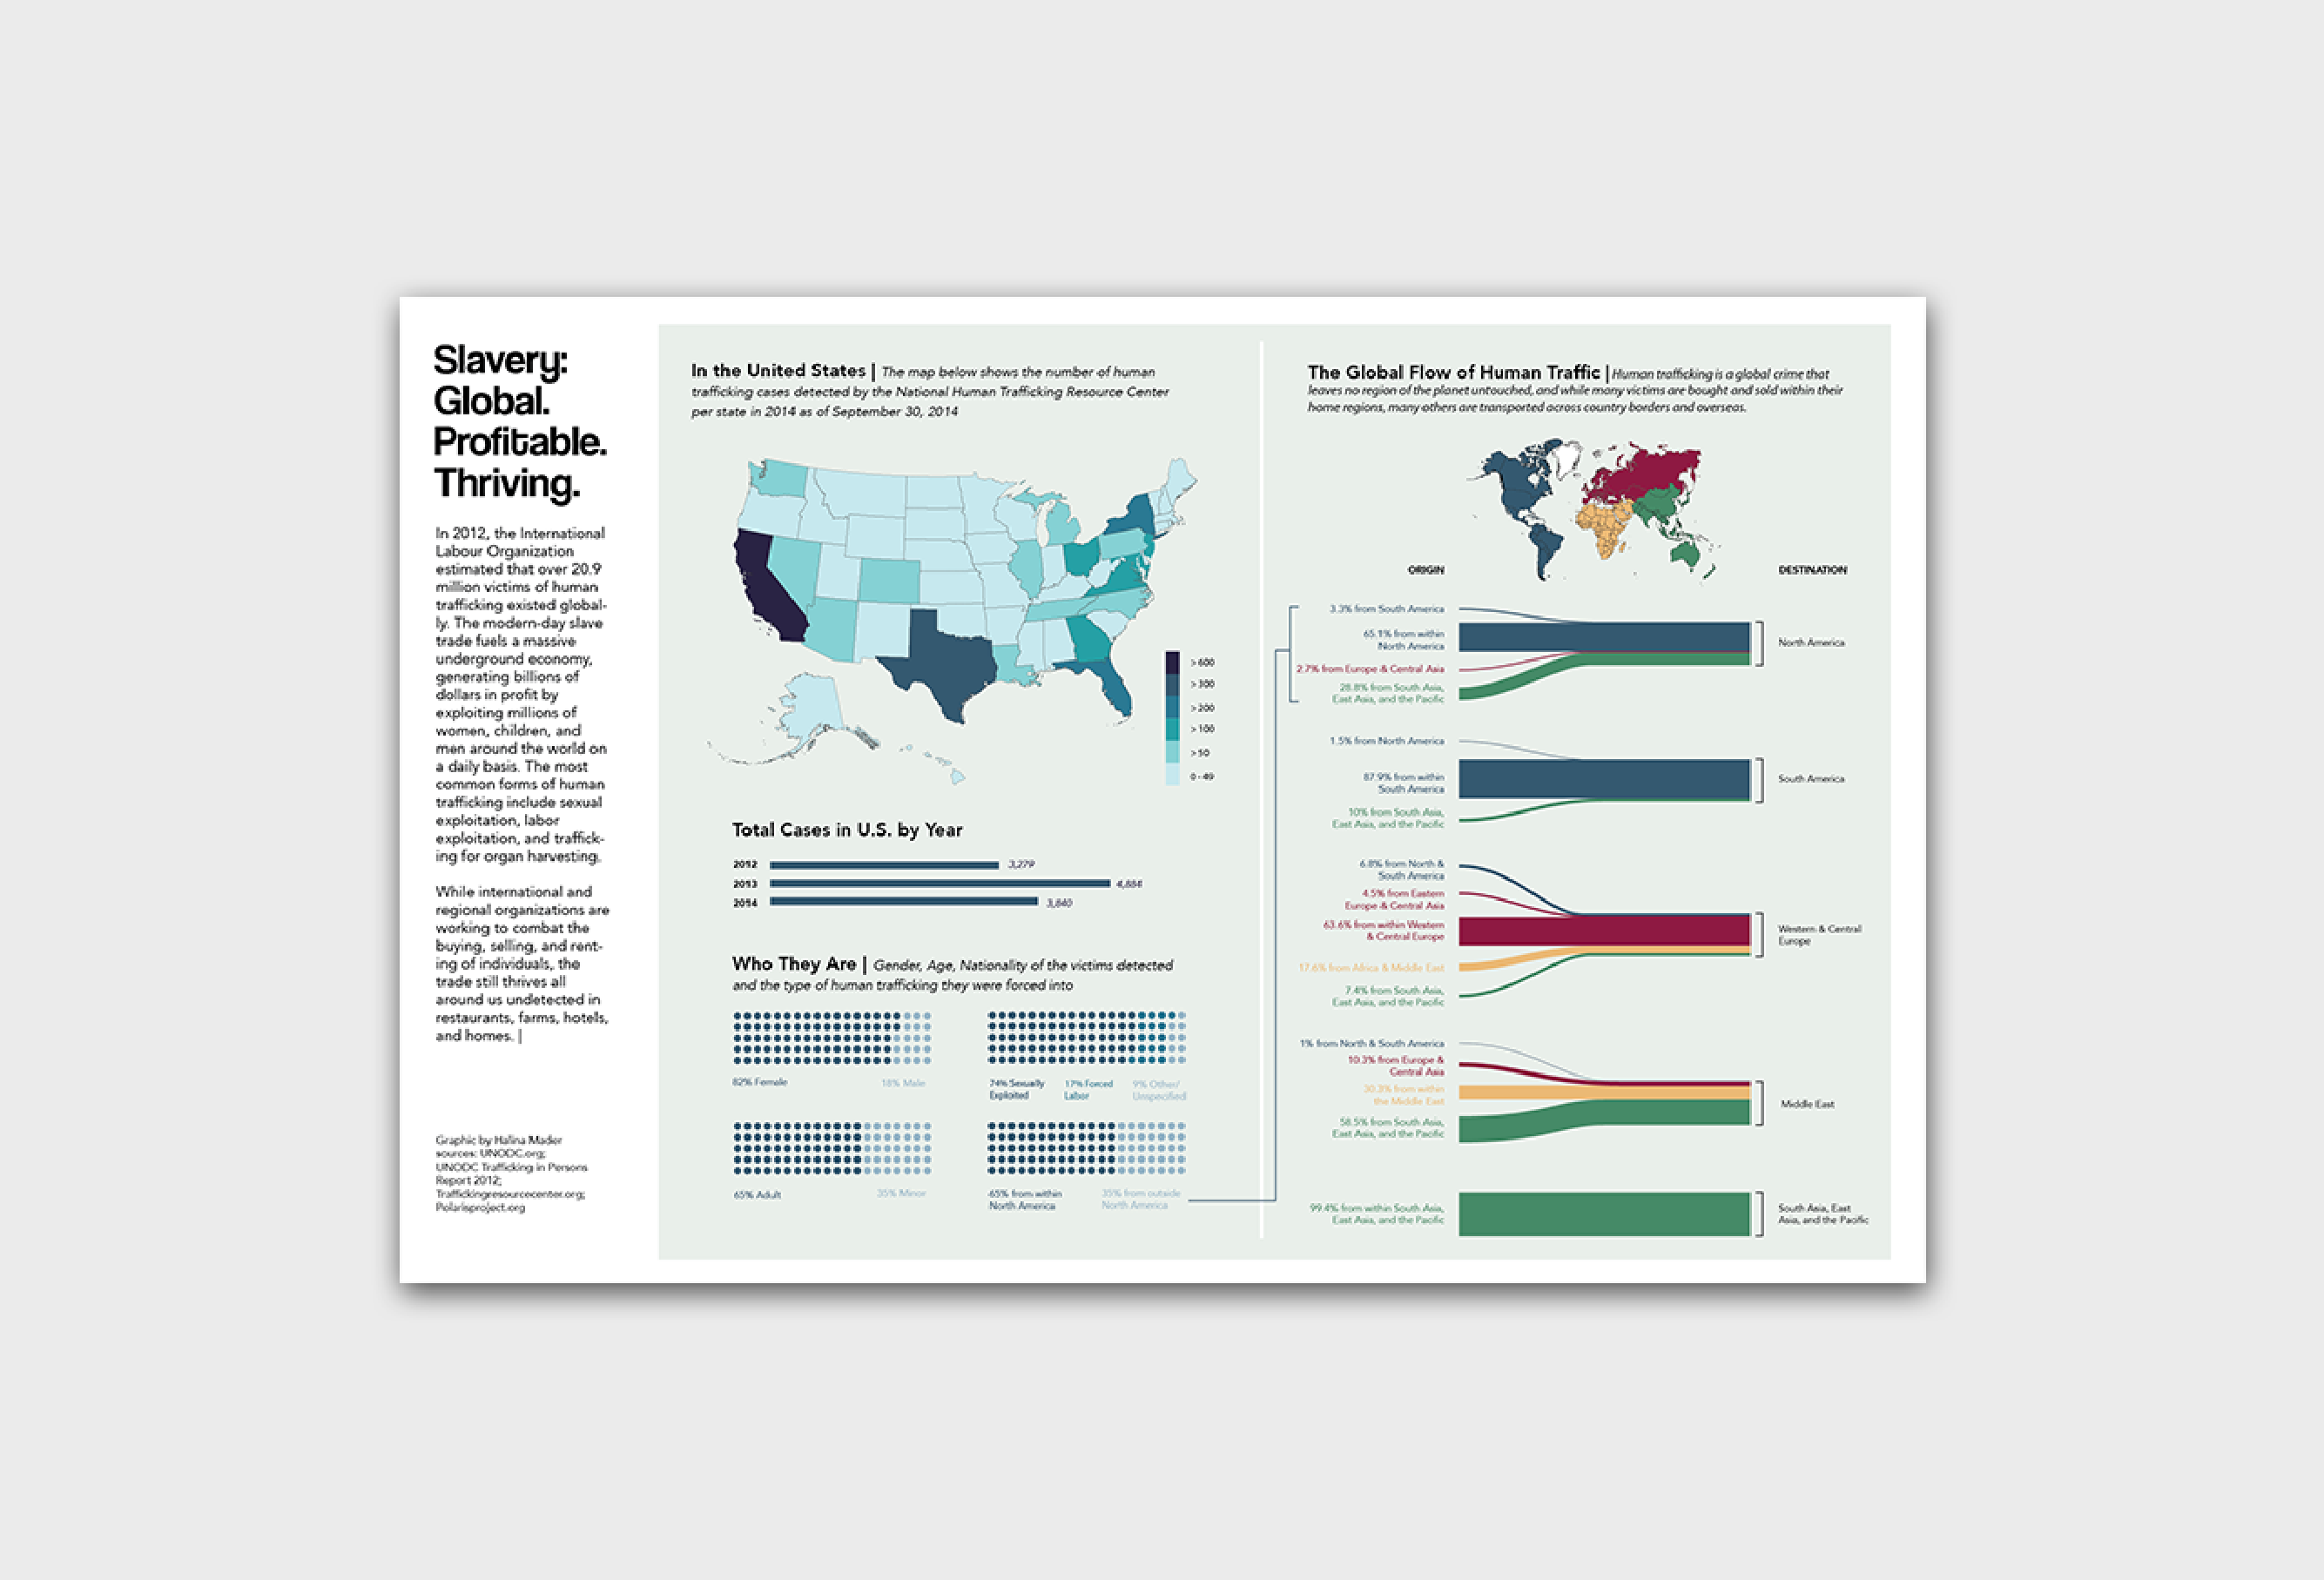 Slavery:
Global.
Profitable.
Thriving.
In 2012, the International
Labour Organization
estimated that over 20.9
million victims of human
trafficking existed global-
ly. The modern-day slave
trade fuels a massive
underground economy,
generating billions of
dollars in profit by
exploiting millions of
women, children, and
men around the world on
a daily basis. The most
common forms of human
trafficking include sexual
exploitation, labor
exploitation, and traffick-
ing for organ harvesting.
While international and
regional organizations are
working to combat the
buying, selling, and rent-
ing of individuals, the
trade still thrives all
around us undetected in
restaurants, farms, hotels,
and homes. |
Graphic by Halina Mader
sources: UNODC.org;
UNODC Trafficking in Persons
Report 2012;
Traffickingresourcecenter.org;
Polarisproject.org
In the United States | The map below shows the number of human
trafficking cases detected by the National Human Trafficking Resource Center
per state in 2014 as of September 30, 2014
> 600
> 300
> 200
> 100
> 50
0 - 49
Total Cases in U.S. by Year
2012 3,279
2013 4,884
2014 3,840
Who They Are | Gender, Age, Nationality of the victims detected
and the type of human trafficking they were forced into
82% Female 18% Male
74% Sexually
Exploited
17% Forced
Labor
9% Other/
Unspecified
65% Adult 35% Minor
65% from within
North America
35% from outside
North America
The Global Flow of Human Traffic | Human trafficking is a global crime that
leaves no region of the planet untouched, and while many victims are bought and sold within their
home regions, many others are transported across country borders and overseas.
ORIGIN DESTINATION
3.3% from South America
65.1% from within
North America
2.7% from Europe & Central Asia
28.8% from South Asia,
East Asia, and the Pacific
North America
1.5% from North America
87.9% from within
South America
10% from South Asia,
East Asia, and the Pacific
South America
6.8% from North &
South America
4.5% from Eastern
Europe & Central Asia
63.6% from within Western
& Central Europe
17.6% from Africa & Middle East
7.4% from South Asia,
East Asia, and the Pacific
Western & Central
Europe
1% from North & South America
10.3% from Europe &
Central Asia
30.3% from within
the Middle East
58.5% from South Asia,
East Asia, and the Pacific
Middle East
99.4% from within South Asia,
East Asia, and the Pacific
South Asia, East
Asia, and the Pacific